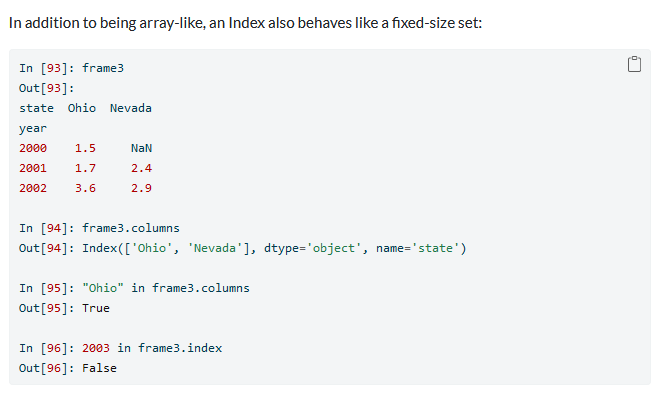 In addition to being array-like, an Index also behaves like a fixed-size set:
In [93]: frame3
Out[93]:
state  Ohio  Nevada
year
2000    1.5     NaN
2001    1.7     2.4
2002    3.6     2.9
In [94]: frame3.columns
Out[94]: Index(['Ohio', 'Nevada'], dtype='object', name='state')
In [95]: "Ohio" in frame3.columns
Out[95]: True
In [96]: 2003 in frame3.index
Out[96]: False